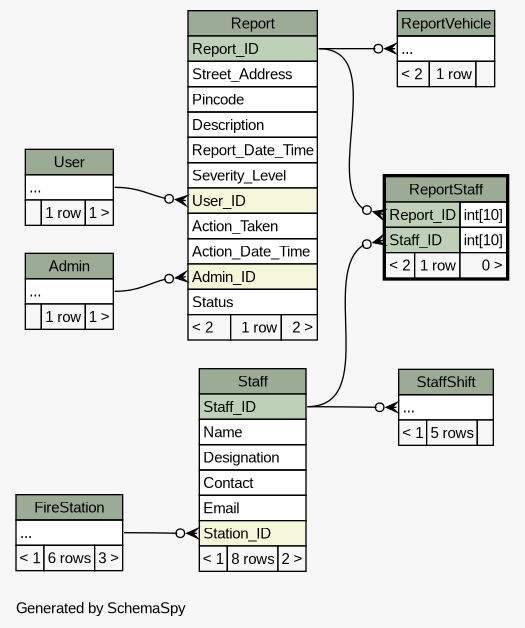 Report
Report_ID
Street_Address
Pincode
Description
Report_Date_Time
Severity_Level
User_ID
Action_Taken
Action_Date_Time
Admin_ID
Status
< 2 1 row 2 >
ReportVehicle
...
< 2 1 row
User
...
1 row 1 >
Admin
...
1 row 1 >
ReportStaff
Report_ID int[10]
Staff_ID int[10]
< 2 1 row 0 >
Staff
Staff_ID
Name
Designation
Contact
Email
Station_ID
< 1 8 rows 2 >
StaffShift
...
< 1 5 rows
FireStation
...
< 1 6 rows 3 >
Generated by SchemaSpy